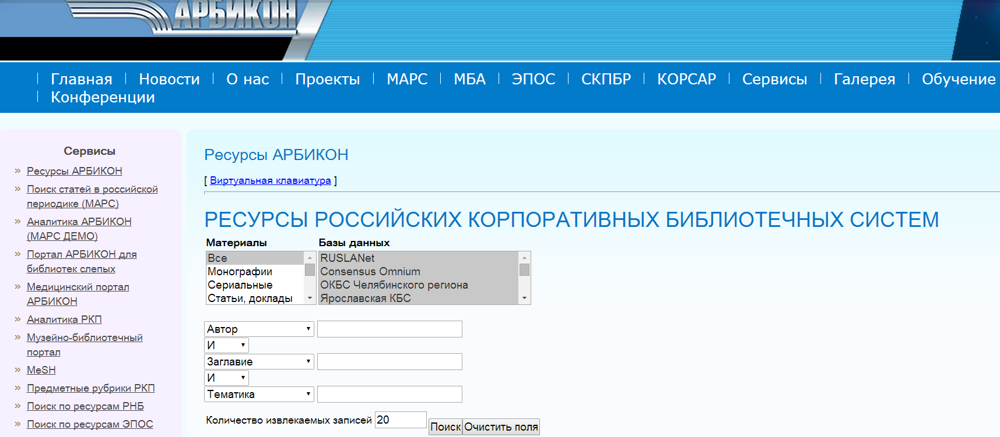 АРБИКОН
Главная Новости О нас Проекты МАРС МБА ЭПОС СКПБР КОРСАР Сервисы Галерея Обучение
Конференции
Сервисы
Ресурсы АРБИКОН
Поиск статей в российской
периодике (МАРС)
Аналитика АРБИКОН
(МАРС ДЕМО)
Портал АРБИКОН для
библиотек слепых
Медицинский портал
АРБИКОН
Аналитика РКП
Музейно-библиотечный
портал
MeSH
Предметные рубрики РКП
Поиск по ресурсам РНБ
Поиск по ресурсам ЭПОС
Ресурсы АРБИКОН
[ Виртуальная клавиатура ]
РЕСУРСЫ РОССИЙСКИХ КОРПОРАТИВНЫХ БИБЛИОТЕЧНЫХ СИСТЕМ
Материалы Базы данных
Все RUSLANet
Монографии Consensus Omnium
Сериальные ОКБС Челябинского региона
Статьи, доклады Ярославская КБС
Автор
И
Заглавие
И
Тематика
Количество извлекаемых записей 20 Поиск Очистить поля